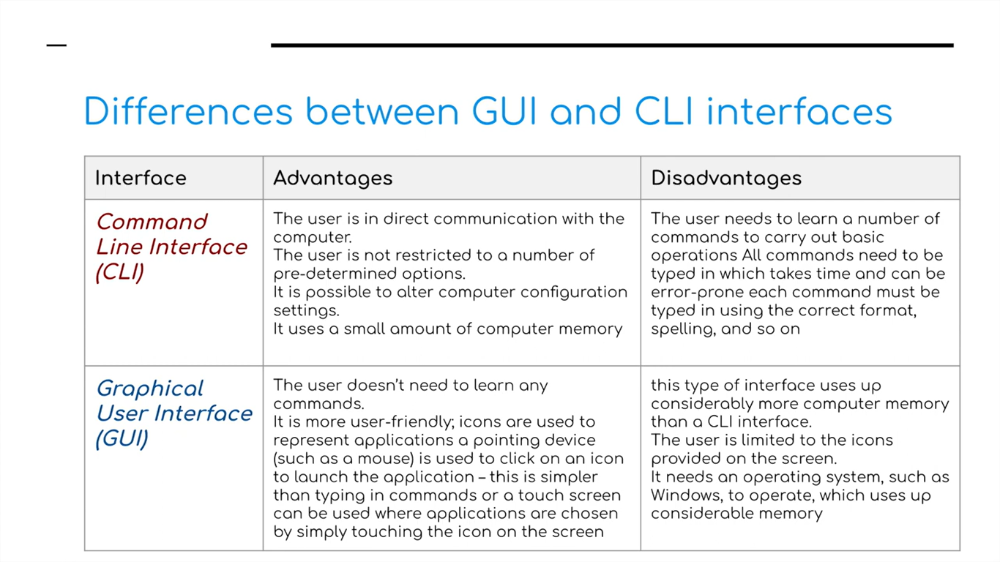 Differences between GUI and CLI interfaces
Interface
Advantages
Disadvantages
Command
Line Interface
(CLI)
The user is in direct communication with the
computer.
The user is not restricted to a number of
pre-determined options.
It is possible to alter computer configuration
settings.
It uses a small amount of computer memory
The user needs to learn a number of
commands to carry out basic
operations All commands need to be
typed in which takes time and can be
error-prone each command must be
typed in using the correct format,
spelling, and so on
Graphical
User Interface
(GUI)
The user doesn’t need to learn any
commands.
It is more user-friendly; icons are used to
represent applications a pointing device
(such as a mouse) is used to click on an icon
to launch the application – this is simpler
than typing in commands or a touch screen
can be used where applications are chosen
by simply touching the icon on the screen
this type of interface uses up
considerably more computer memory
than a CLI interface.
The user is limited to the icons
provided on the screen.
It needs an operating system, such as
Windows, to operate, which uses up
considerable memory